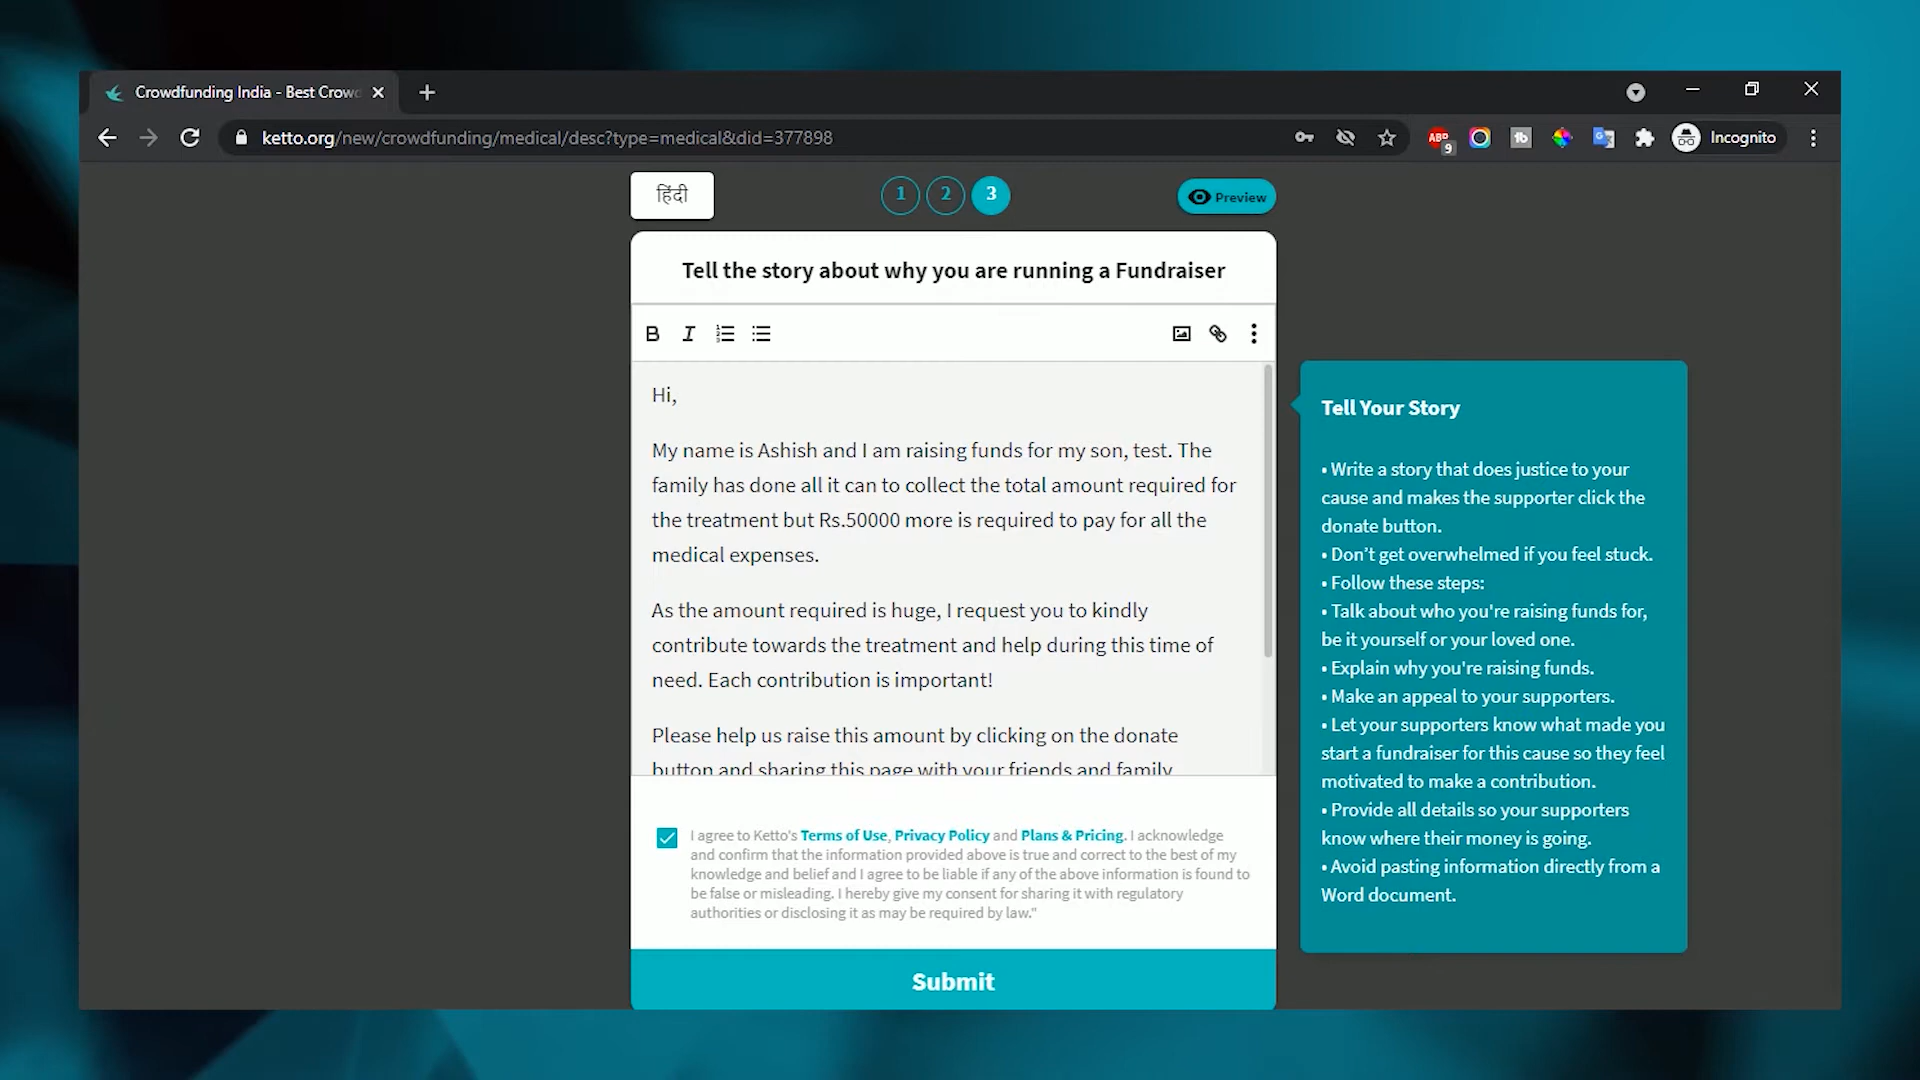 Crowdfunding India - Best Crow
ketto.org/new/crowdfunding/medical/desc?type=medical&did=377898
ABP
9
tb
G
Incognito
हिंदी
1
2
3
Preview
Tell the story about why you are running a Fundraiser
B
I
Hi,
My name is Ashish and I am raising funds for my son, test. The
family has done all it can to collect the total amount required for
the treatment but Rs.50000 more is required to pay for all the
medical expenses.
As the amount required is huge, I request you to kindly
contribute towards the treatment and help during this time of
need. Each contribution is important!
Please help us raise this amount by clicking on the donate
button and sharing this page with your friends and family
I agree to Ketto's Terms of Use, Privacy Policy and Plans & Pricing. I acknowledge
and confirm that the information provided above is true and correct to the best of my
knowledge and belief and I agree to be liable if any of the above information is found to
be false or misleading. I hereby give my consent for sharing it with regulatory
authorities or disclosing it as may be required by law."
Submit
Tell Your Story
• Write a story that does justice to your
cause and makes the supporter click the
donate button.
• Don't get overwhelmed if you feel stuck.
• Follow these steps:
• Talk about who you're raising funds for,
be it yourself or your loved one.
• Explain why you're raising funds.
• Make an appeal to your supporters.
• Let your supporters know what made you
start a fundraiser for this cause so they feel
motivated to make a contribution.
• Provide all details so your supporters
know where their money is going.
• Avoid pasting information directly from a
Word document.